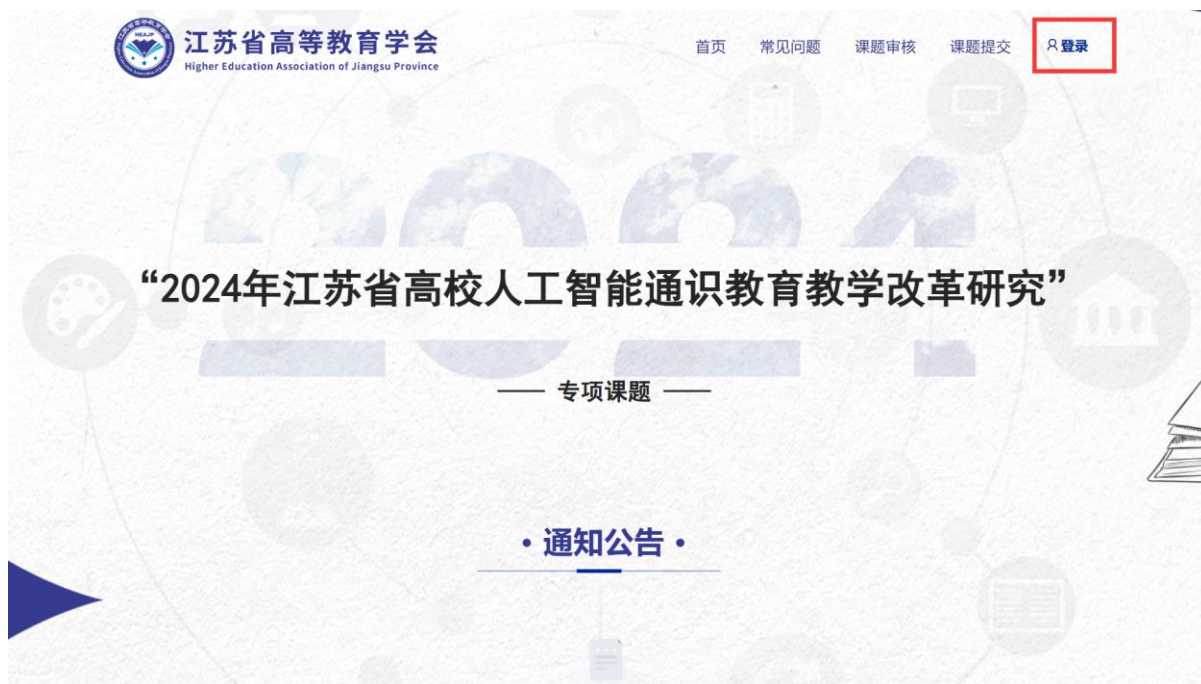 江苏省高等教育学会
Higher Education Association of Jiangsu Province
首页 常见问题 课题审核 课题提交 登录
2024
“2024年江苏省高校人工智能通识教育教学改革研究”
—— 专项课题 ——
·通知公告·